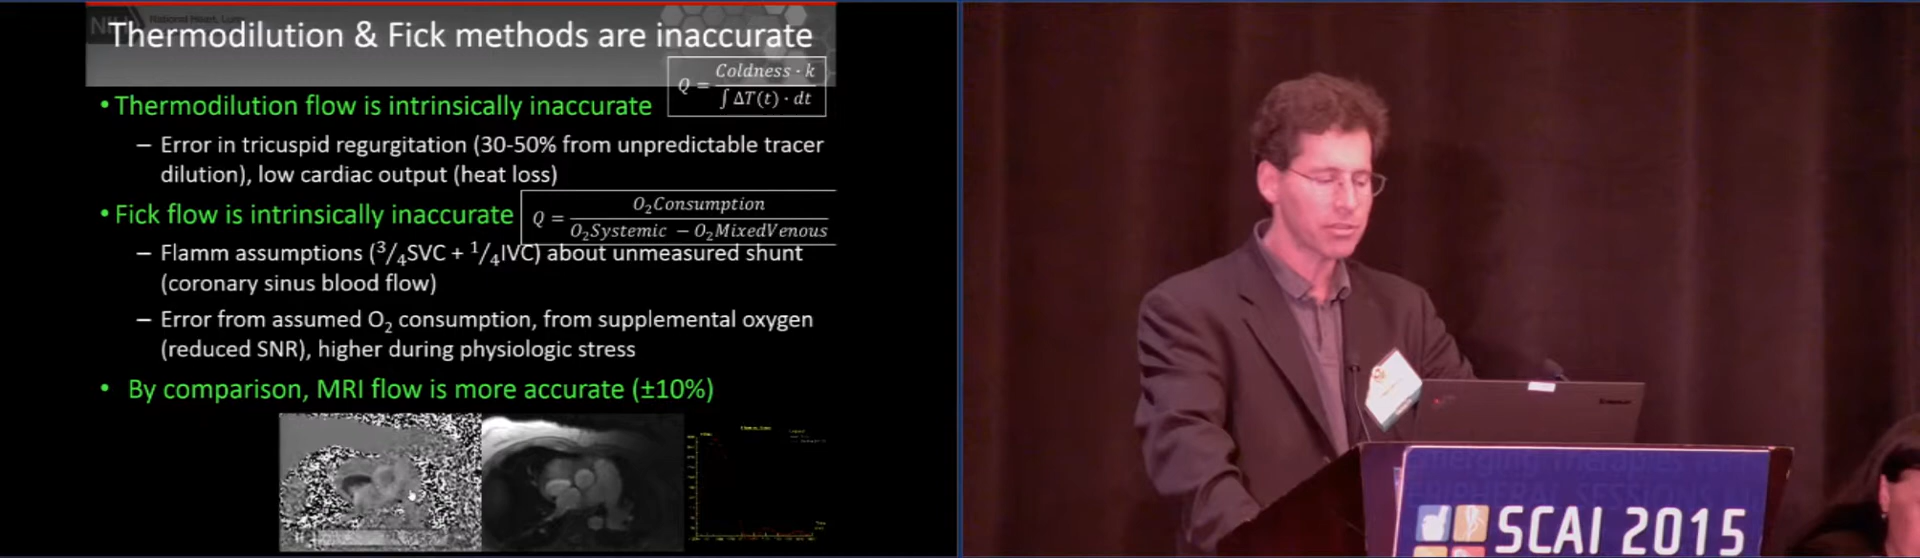 National Heart, Lun
Thermodilution & Fick methods are inaccurate
Q = Coldness · k / ∫ ΔT(t) · dt
• Thermodilution flow is intrinsically inaccurate
– Error in tricuspid regurgitation (30-50% from unpredictable tracer
dilution), low cardiac output (heat loss)
• Fick flow is intrinsically inaccurate
Q = O₂Consumption / O₂Systemic − O₂MixedVenous
– Flamm assumptions (³/₄SVC + ¹/₄IVC) about unmeasured shunt
(coronary sinus blood flow)
– Error from assumed O₂ consumption, from supplemental oxygen
(reduced SNR), higher during physiologic stress
• By comparison, MRI flow is more accurate (±10%)
SCAI 2015